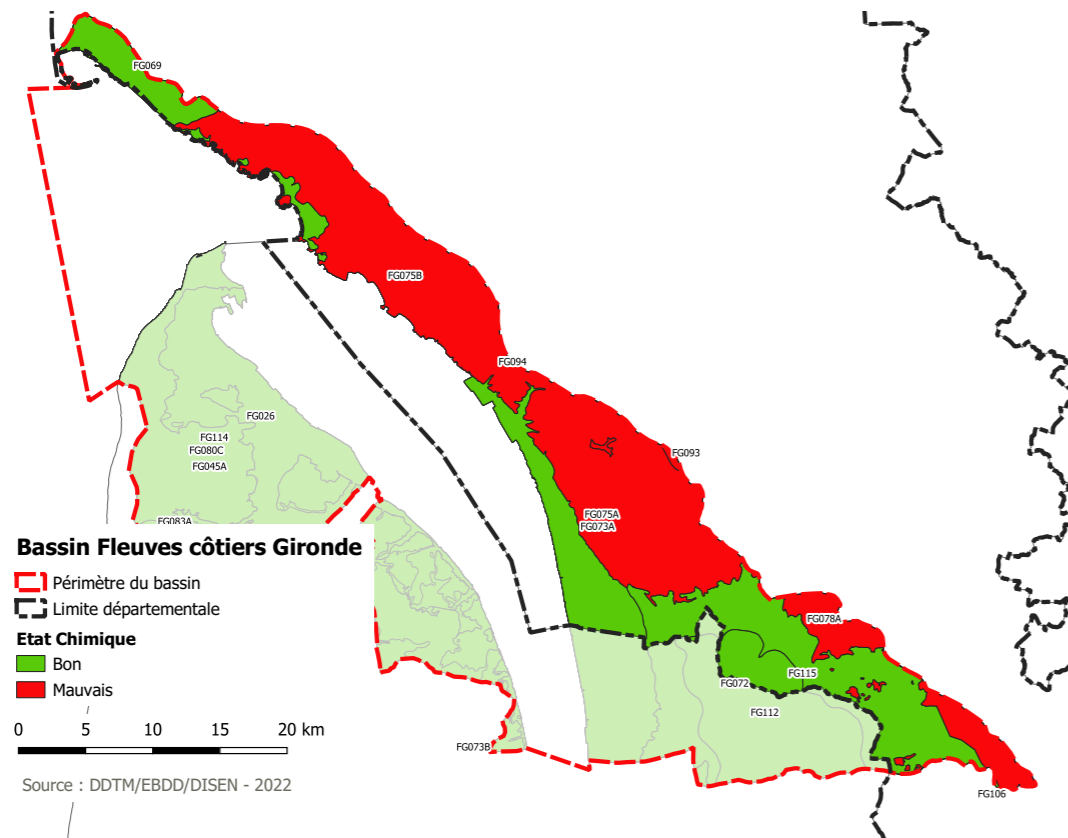 FG069
FG075B
FG094
FG026
FG114
FG080C
FG045A
FG093
FG075A
FG073A
FG083A
Bassin Fleuves côtiers Gironde
Périmètre du bassin
Limite départementale
Etat Chimique
Bon
Mauvais
0 5 10 15 20 km
Source : DDTM/EBDD/DISEN - 2022
FG078A
FG115
FG072
FG112
FG073B
FG106